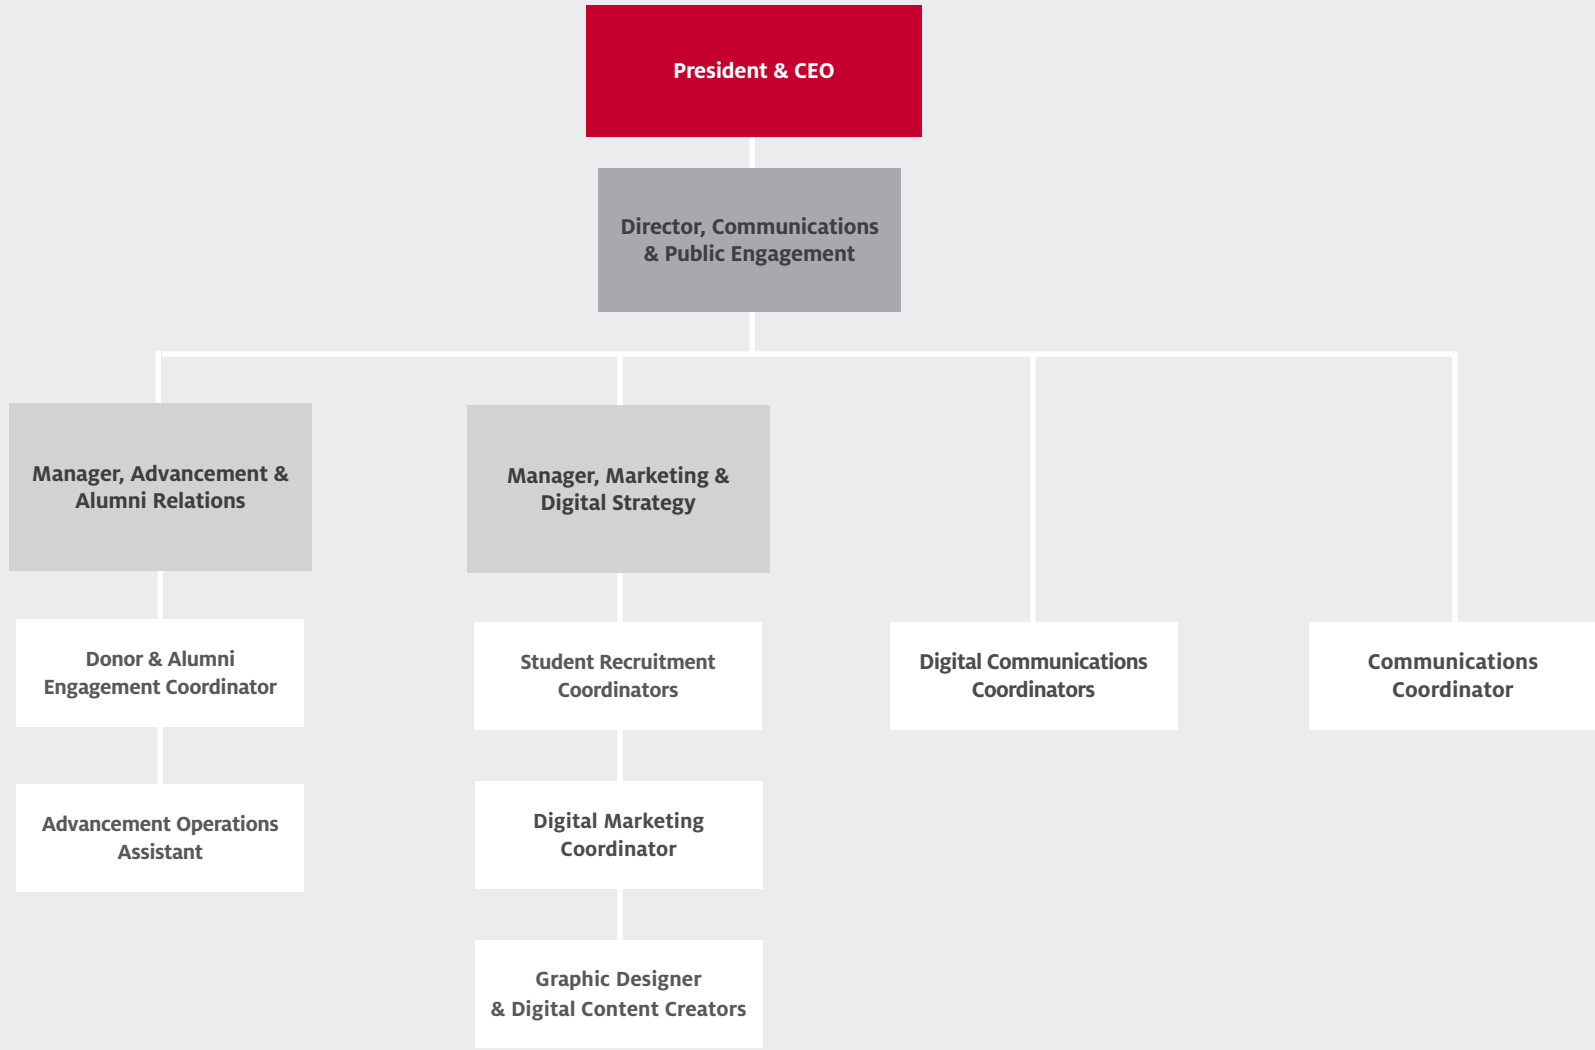 President & CEO
Director, Communications
& Public Engagement
Manager, Advancement &
Alumni Relations
Manager, Marketing &
Digital Strategy
Donor & Alumni
Engagement Coordinator
Student Recruitment
Coordinators
Digital Communications
Coordinators
Communications
Coordinator
Advancement Operations
Assistant
Digital Marketing
Coordinator
Graphic Designer
& Digital Content Creators